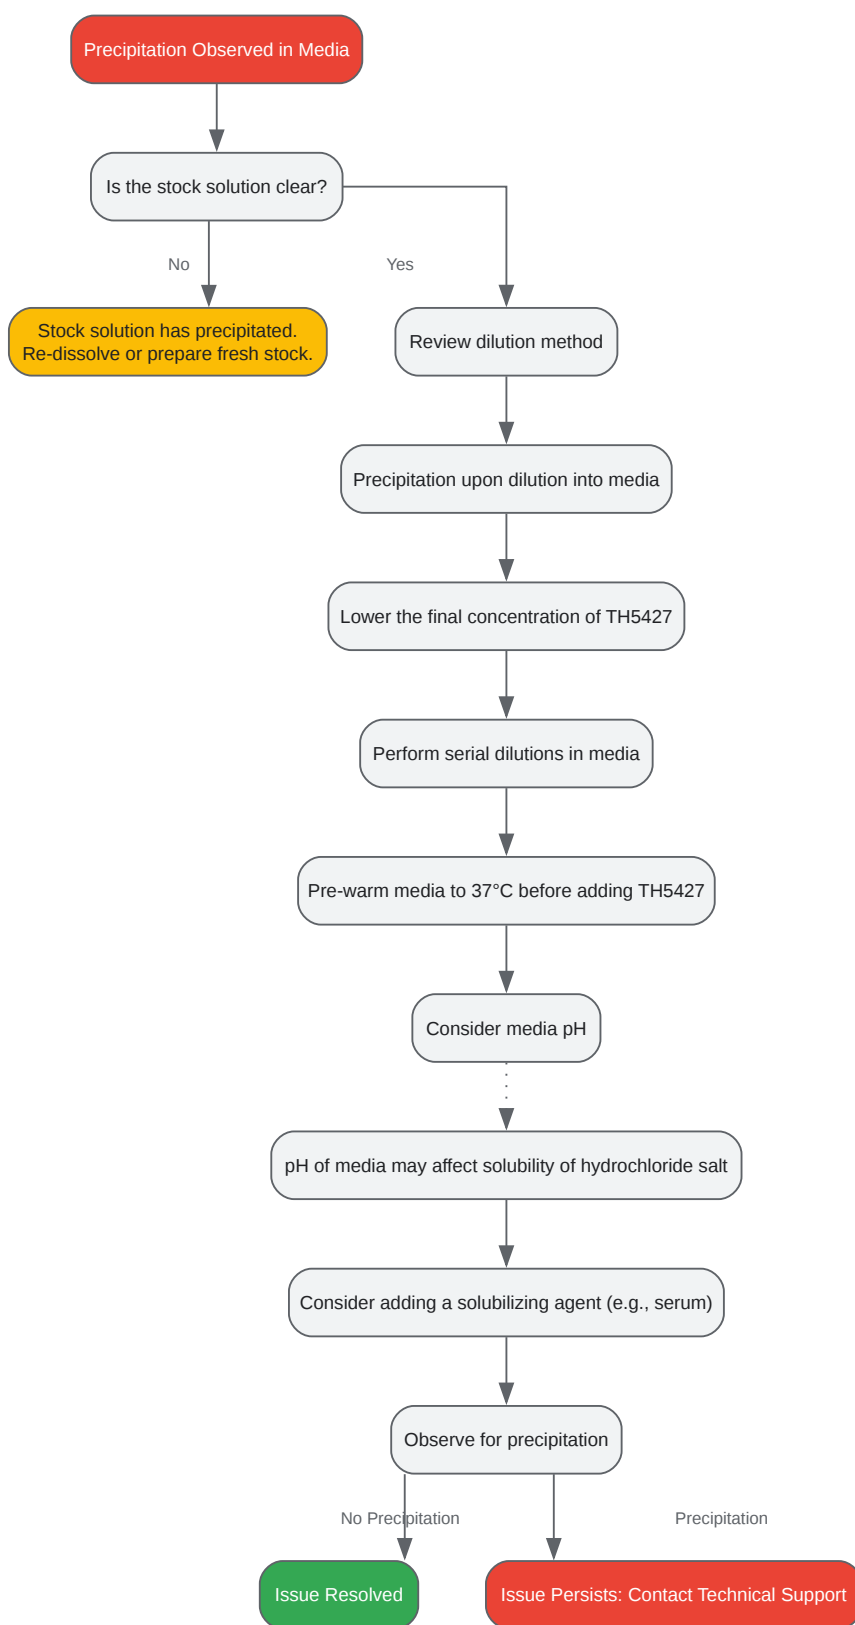 Precipitation Observed in Media
Is the stock solution clear?
No
Yes
Stock solution has precipitated.
Re-dissolve or prepare fresh stock.
Review dilution method
Precipitation upon dilution into media
Lower the final concentration of TH5427
Perform serial dilutions in media
Pre-warm media to 37°C before adding TH5427
Consider media pH
pH of media may affect solubility of hydrochloride salt
Consider adding a solubilizing agent (e.g., serum)
Observe for precipitation
No Precipitation
Precipitation
Issue Resolved
Issue Persists: Contact Technical Support